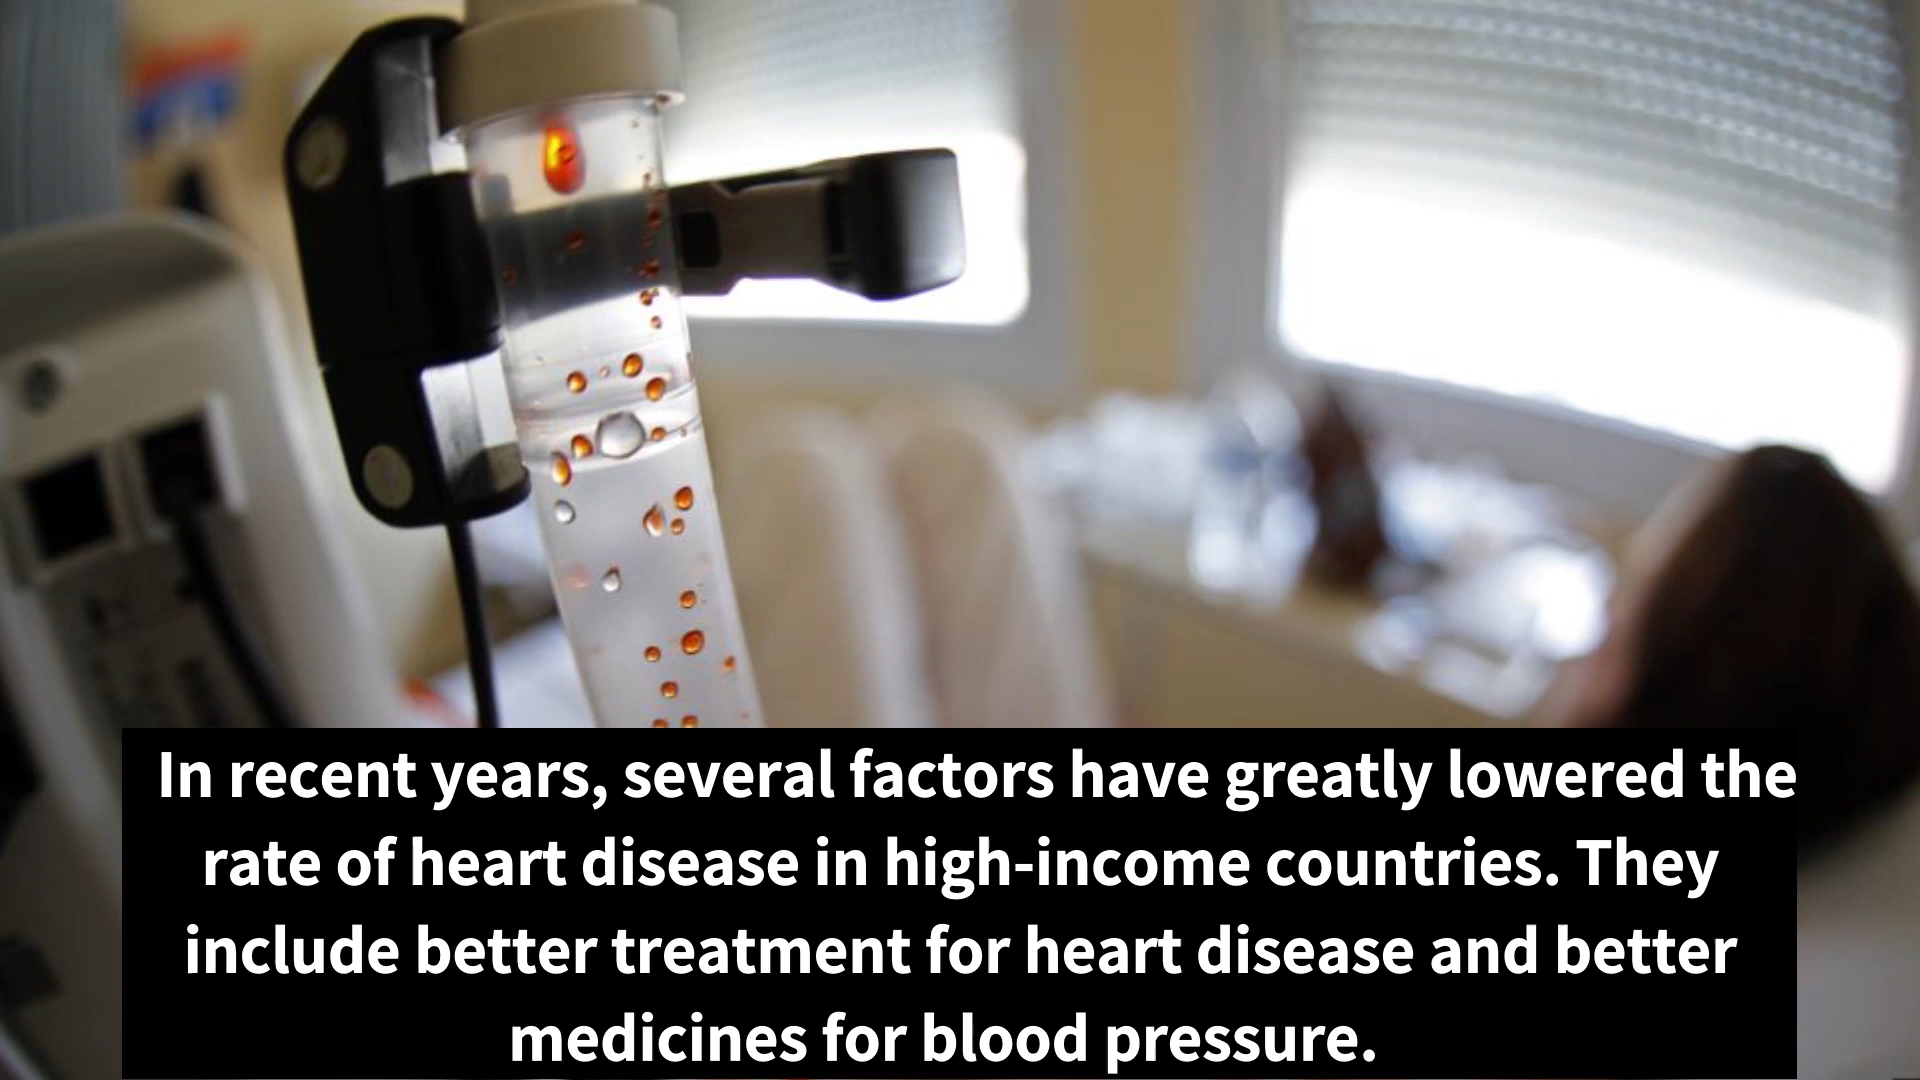 In recent years, several factors have greatly lowered the
rate of heart disease in high-income countries. They
include better treatment for heart disease and better
medicines for blood pressure.